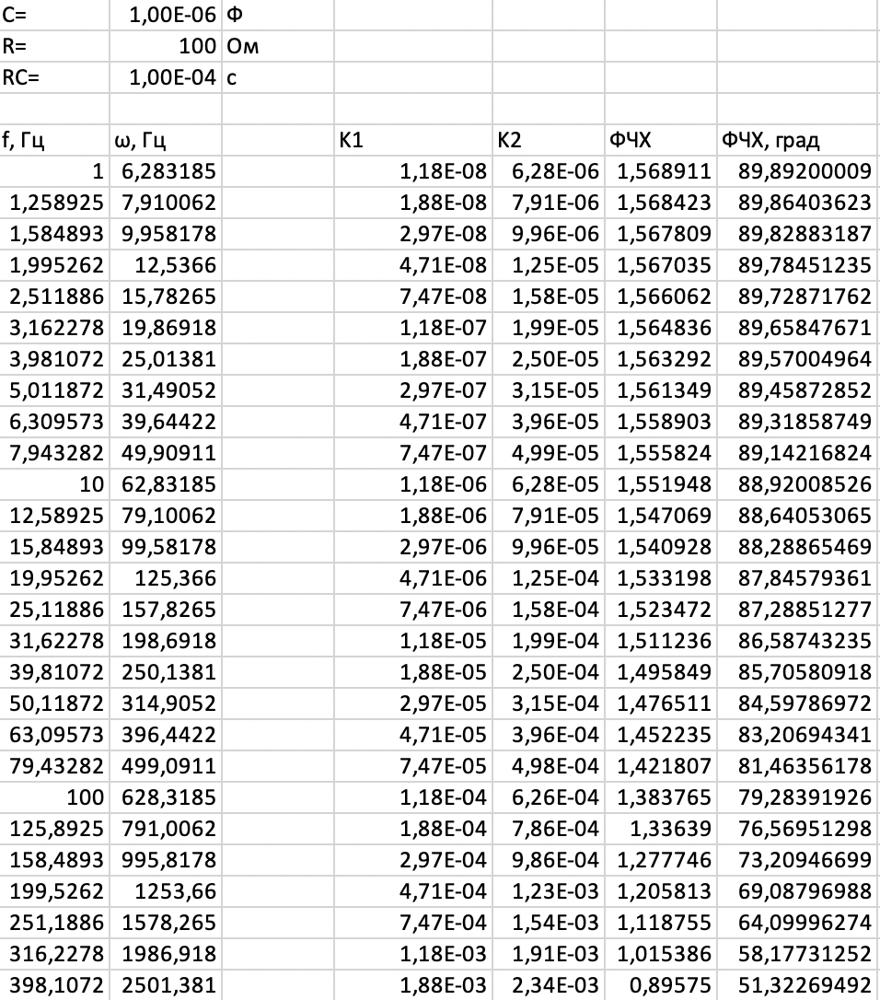 C= 1,00E-06 Ф
R= 100 Ом
RC= 1,00E-04 с
f, Гц ω, Гц K1 K2 ФЧХ ФЧХ, град
1 6,283185 1,18E-08 6,28E-06 1,568911 89,89200009
1,258925 7,910062 1,88E-08 7,91E-06 1,568423 89,86403623
1,584893 9,958178 2,97E-08 9,96E-06 1,567809 89,82883187
1,995262 12,5366 4,71E-08 1,25E-05 1,567035 89,78451235
2,511886 15,78265 7,47E-08 1,58E-05 1,566062 89,72871762
3,162278 19,86918 1,18E-07 1,99E-05 1,564836 89,65847671
3,981072 25,01381 1,88E-07 2,50E-05 1,563292 89,57004964
5,011872 31,49052 2,97E-07 3,15E-05 1,561349 89,45872852
6,309573 39,64422 4,71E-07 3,96E-05 1,558903 89,31858749
7,943282 49,90911 7,47E-07 4,99E-05 1,555824 89,14216824
10 62,83185 1,18E-06 6,28E-05 1,551948 88,92008526
12,58925 79,10062 1,88E-06 7,91E-05 1,547069 88,64053065
15,84893 99,58178 2,97E-06 9,96E-05 1,540928 88,28865469
19,95262 125,366 4,71E-06 1,25E-04 1,533198 87,84579361
25,11886 157,8265 7,47E-06 1,58E-04 1,523472 87,28851277
31,62278 198,6918 1,18E-05 1,99E-04 1,511236 86,58743235
39,81072 250,1381 1,88E-05 2,50E-04 1,495849 85,70580918
50,11872 314,9052 2,97E-05 3,15E-04 1,476511 84,59786972
63,09573 396,4422 4,71E-05 3,96E-04 1,452235 83,20694341
79,43282 499,0911 7,47E-05 4,98E-04 1,421807 81,46356178
100 628,3185 1,18E-04 6,26E-04 1,383765 79,28391926
125,8925 791,0062 1,88E-04 7,86E-04 1,33639 76,56951298
158,4893 995,8178 2,97E-04 9,86E-04 1,277746 73,20946699
199,5262 1253,66 4,71E-04 1,23E-03 1,205813 69,08796988
251,1886 1578,265 7,47E-04 1,54E-03 1,118755 64,09996274
316,2278 1986,918 1,18E-03 1,91E-03 1,015386 58,17731252
398,1072 2501,381 1,88E-03 2,34E-03 0,89575 51,32269492